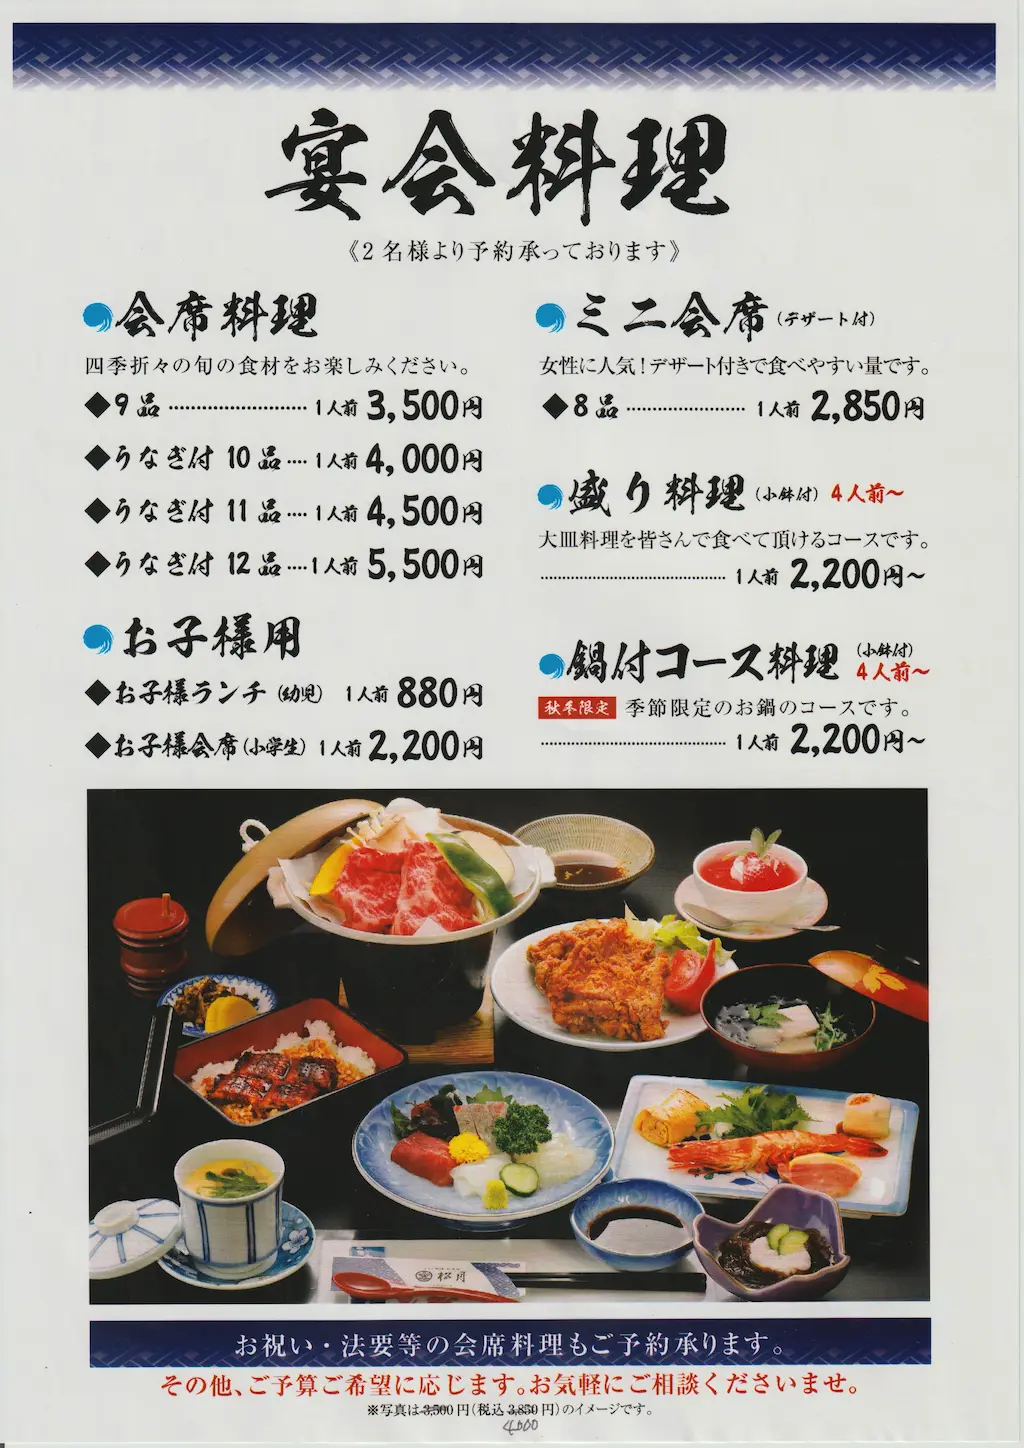 宴会料理
《2名様より予約承っております》
会席料理
四季折々の旬の食材をお楽しみください。
◆9品 1人前 3,500円
◆うなぎ付 10品 1人前 4,000円
◆うなぎ付 11品 1人前 4,500円
◆うなぎ付 12品 1人前 5,500円
お子様用
◆お子様ランチ(幼児) 1人前 880円
◆お子様会席(小学生) 1人前 2,200円
ミニ会席(デザート付)
女性に人気!デザート付きで食べやすい量です。
◆8品 1人前 2,850円
盛り料理(小鉢付) 4人前~
大皿料理を皆さんで食べて頂けるコースです。
1人前 2,200円~
鍋付コース料理(小鉢付) 4人前~
秋冬限定 季節限定のお鍋のコースです。
1人前 2,200円~
松月
お祝い・法要等の会席料理もご予約承ります。
その他、ご予算ご希望に応じます。お気軽にご相談くださいませ。
※写真は3,500円(税込3,850円)のイメージです。
4,000